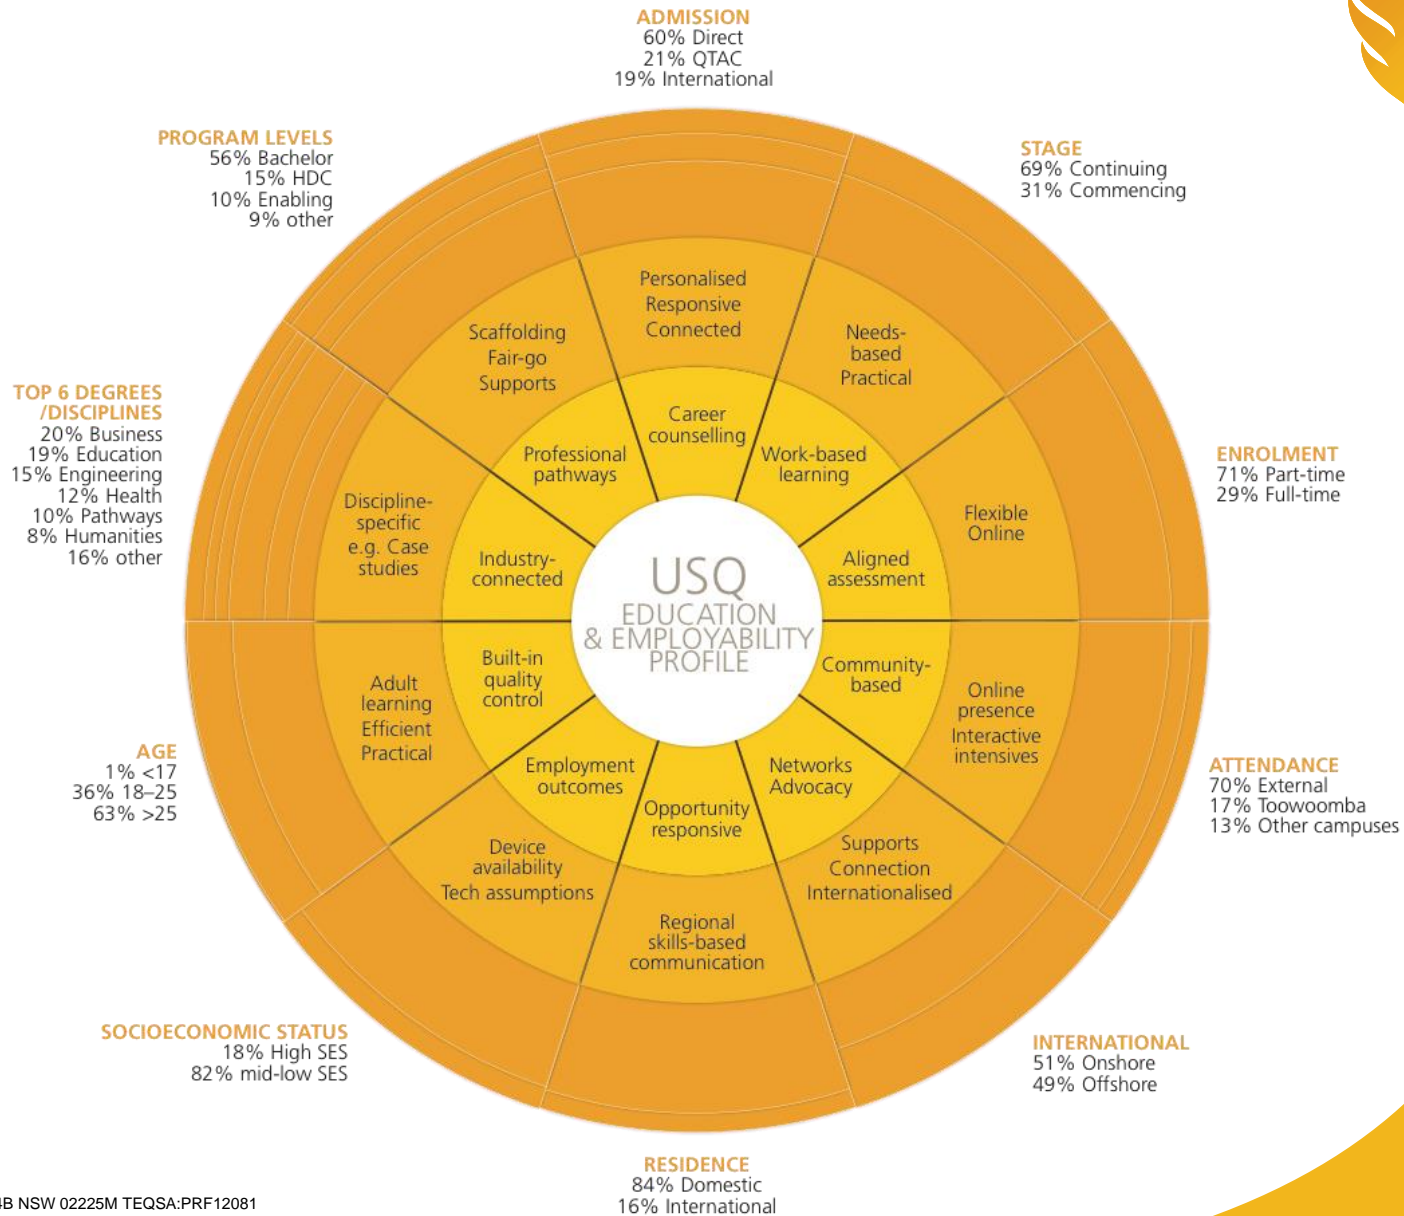 ADMISSION
60% Direct
21% QTAC
19% International
PROGRAM LEVELS
56% Bachelor
15% HDC
10% Enabling
9% other
STAGE
69% Continuing
31% Commencing
TOP 6 DEGREES
/DISCIPLINES
20% Business
19% Education
15% Engineering
12% Health
10% Pathways
8% Humanities
16% other
ENROLMENT
71% Part-time
29% Full-time
AGE
1% <17
36% 18–25
63% >25
ATTENDANCE
70% External
17% Toowoomba
13% Other campuses
SOCIOECONOMIC STATUS
18% High SES
82% mid-low SES
INTERNATIONAL
51% Onshore
49% Offshore
RESIDENCE
84% Domestic
16% International
Personalised
Responsive
Connected
Needs-
based
Practical
Flexible
Online
Online
presence
Interactive
intensives
Supports
Connection
Internationalised
Regional
skills-based
communication
Device
availability
Tech assumptions
Adult
learning
Efficient
Practical
Discipline-
specific
e.g. Case
studies
Scaffolding
Fair-go
Supports
Career
counselling
Work-based
learning
Aligned
assessment
Community-
based
Networks
Advocacy
Opportunity
responsive
Employment
outcomes
Built-in
quality
control
Industry-
connected
Professional
pathways
USQ
EDUCATION
& EMPLOYABILITY
PROFILE
4B NSW 02225M TEQSA:PRF12081